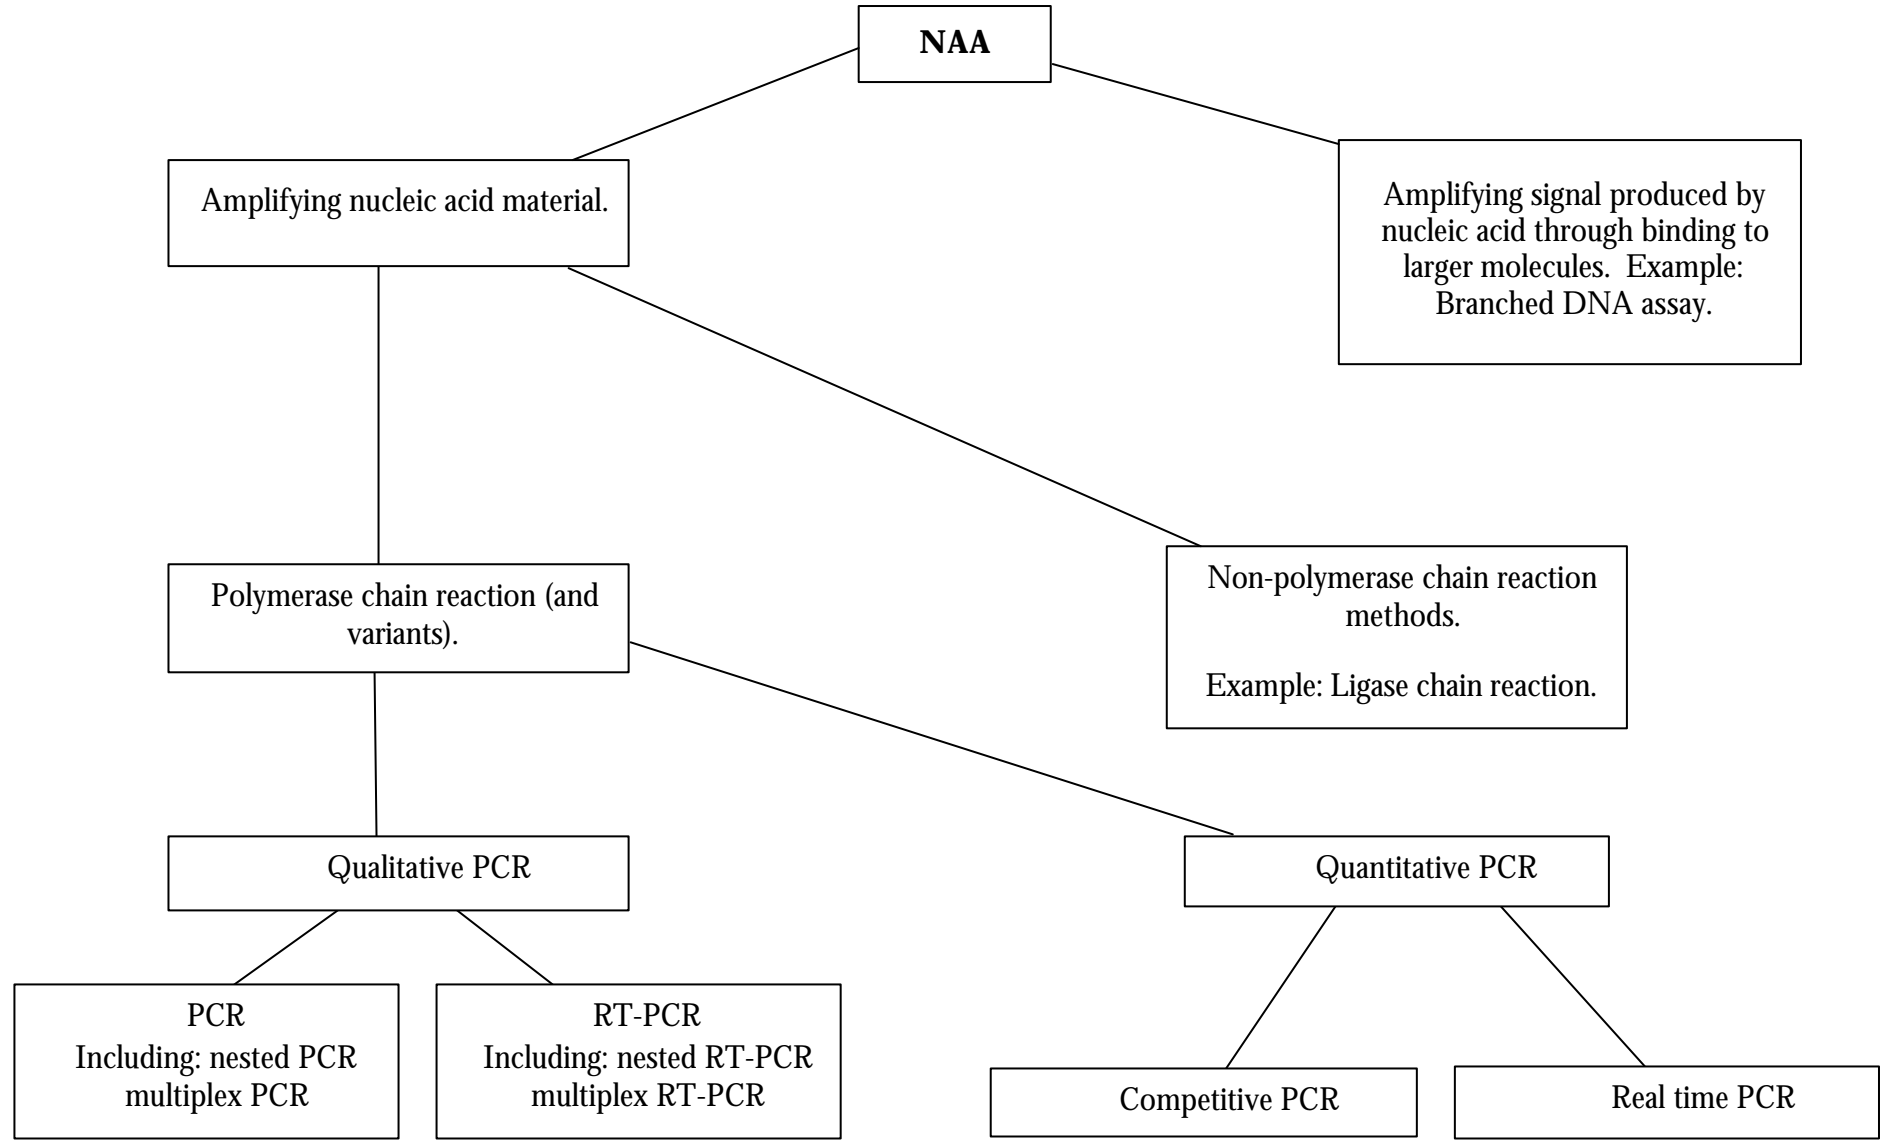 NAA
Amplifying nucleic acid material.
Amplifying signal produced by
nucleic acid through binding to
larger molecules.  Example:
Branched DNA assay.
Polymerase chain reaction (and
variants).
Non-polymerase chain reaction
methods.
Example: Ligase chain reaction.
Qualitative PCR
Quantitative PCR
PCR
Including: nested PCR
multiplex PCR
RT-PCR
Including: nested RT-PCR
multiplex RT-PCR
Competitive PCR
Real time PCR